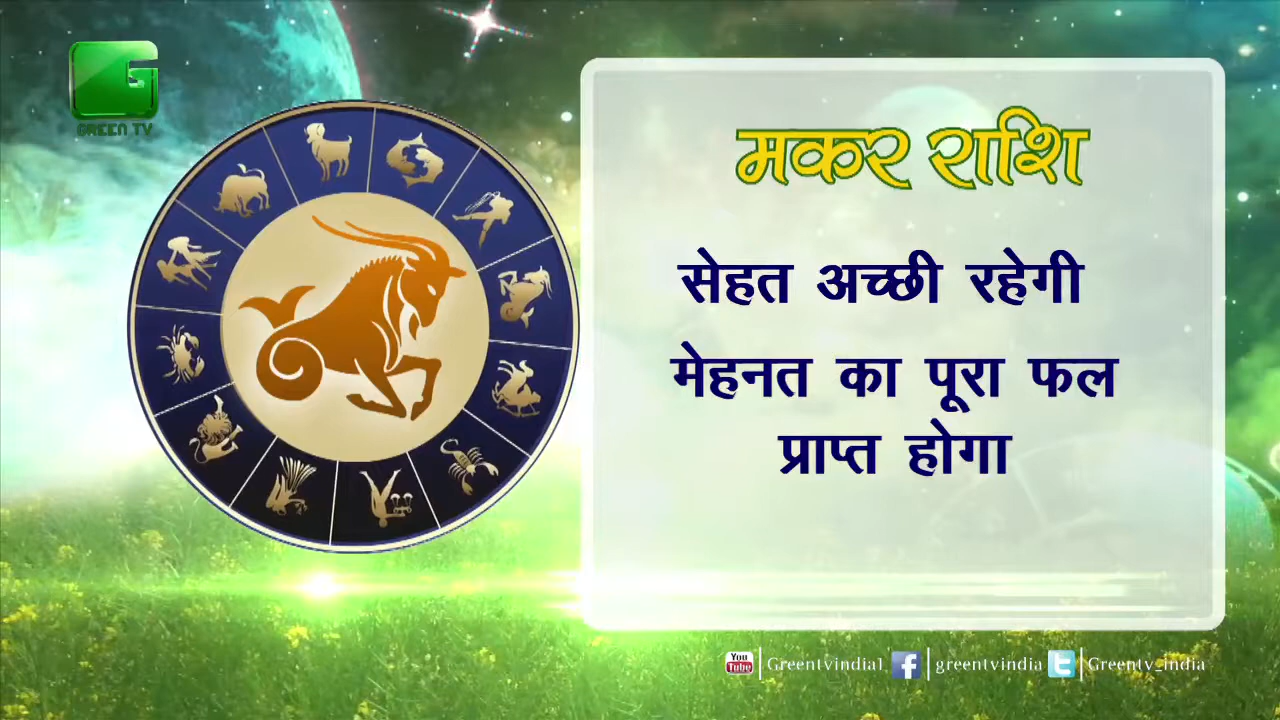 GREEN TV
मकर राशि
सेहत अच्छी रहेगी
मेहनत का पूरा फल
प्राप्त होगा
You Tube Greentvindia1 f greentvindia t Greentv_india